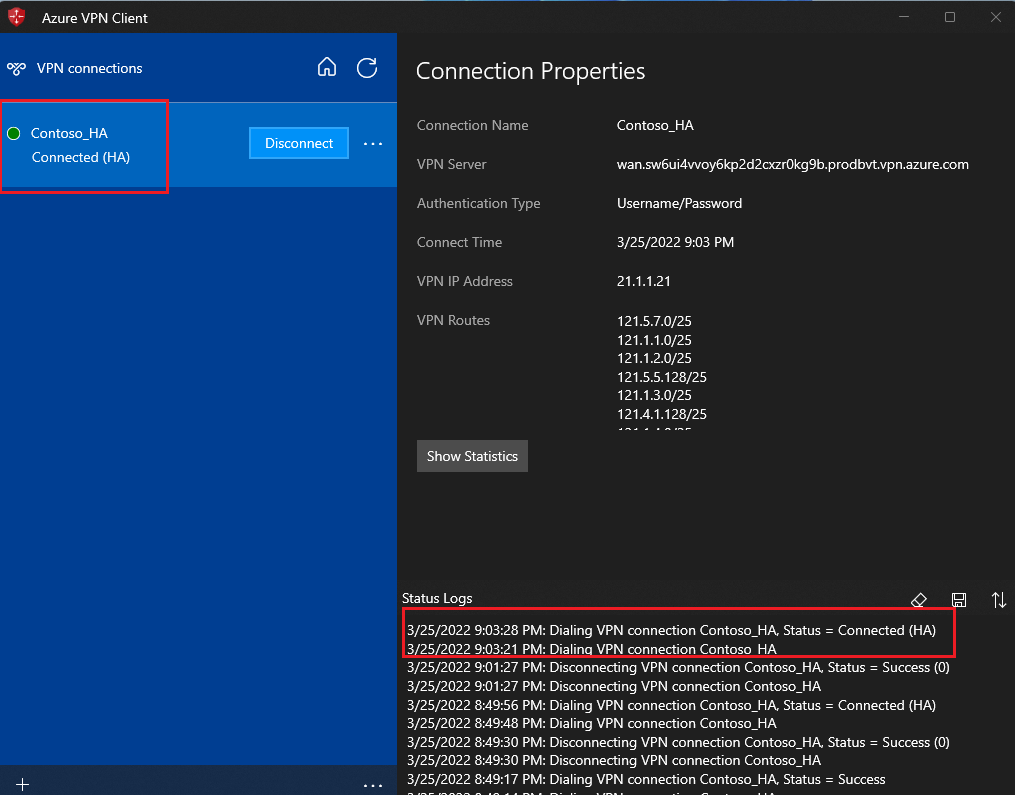 Azure VPN Client
VPN connections
Contoso_HA
Connected (HA)
Disconnect
Connection Properties
Connection Name Contoso_HA
VPN Server wan.sw6ui4vvoy6kp2d2cxzr0kg9b.prodbvt.vpn.azure.com
Authentication Type Username/Password
Connect Time 3/25/2022 9:03 PM
VPN IP Address 21.1.1.21
VPN Routes 121.5.7.0/25
121.1.1.0/25
121.1.2.0/25
121.5.5.128/25
121.1.3.0/25
121.4.1.128/25
Show Statistics
Status Logs
3/25/2022 9:03:28 PM: Dialing VPN connection Contoso_HA, Status = Connected (HA)
3/25/2022 9:03:21 PM: Dialing VPN connection Contoso_HA
3/25/2022 9:01:27 PM: Disconnecting VPN connection Contoso_HA, Status = Success (0)
3/25/2022 9:01:27 PM: Disconnecting VPN connection Contoso_HA
3/25/2022 8:49:56 PM: Dialing VPN connection Contoso_HA, Status = Connected (HA)
3/25/2022 8:49:48 PM: Dialing VPN connection Contoso_HA
3/25/2022 8:49:30 PM: Disconnecting VPN connection Contoso_HA, Status = Success (0)
3/25/2022 8:49:30 PM: Disconnecting VPN connection Contoso_HA
3/25/2022 8:49:17 PM: Dialing VPN connection Contoso_HA, Status = Success